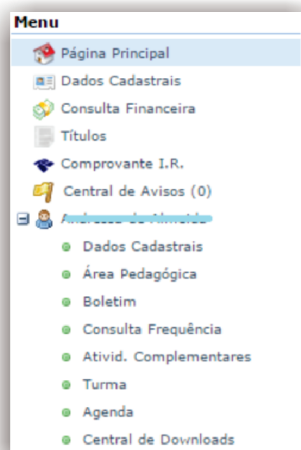 Menu
Página Principal
Dados Cadastrais
Consulta Financeira
Títulos
Comprovante I.R.
Central de Avisos (0)
Dados Cadastrais
Área Pedagógica
Boletim
Consulta Frequência
Ativid. Complementares
Turma
Agenda
Central de Downloads